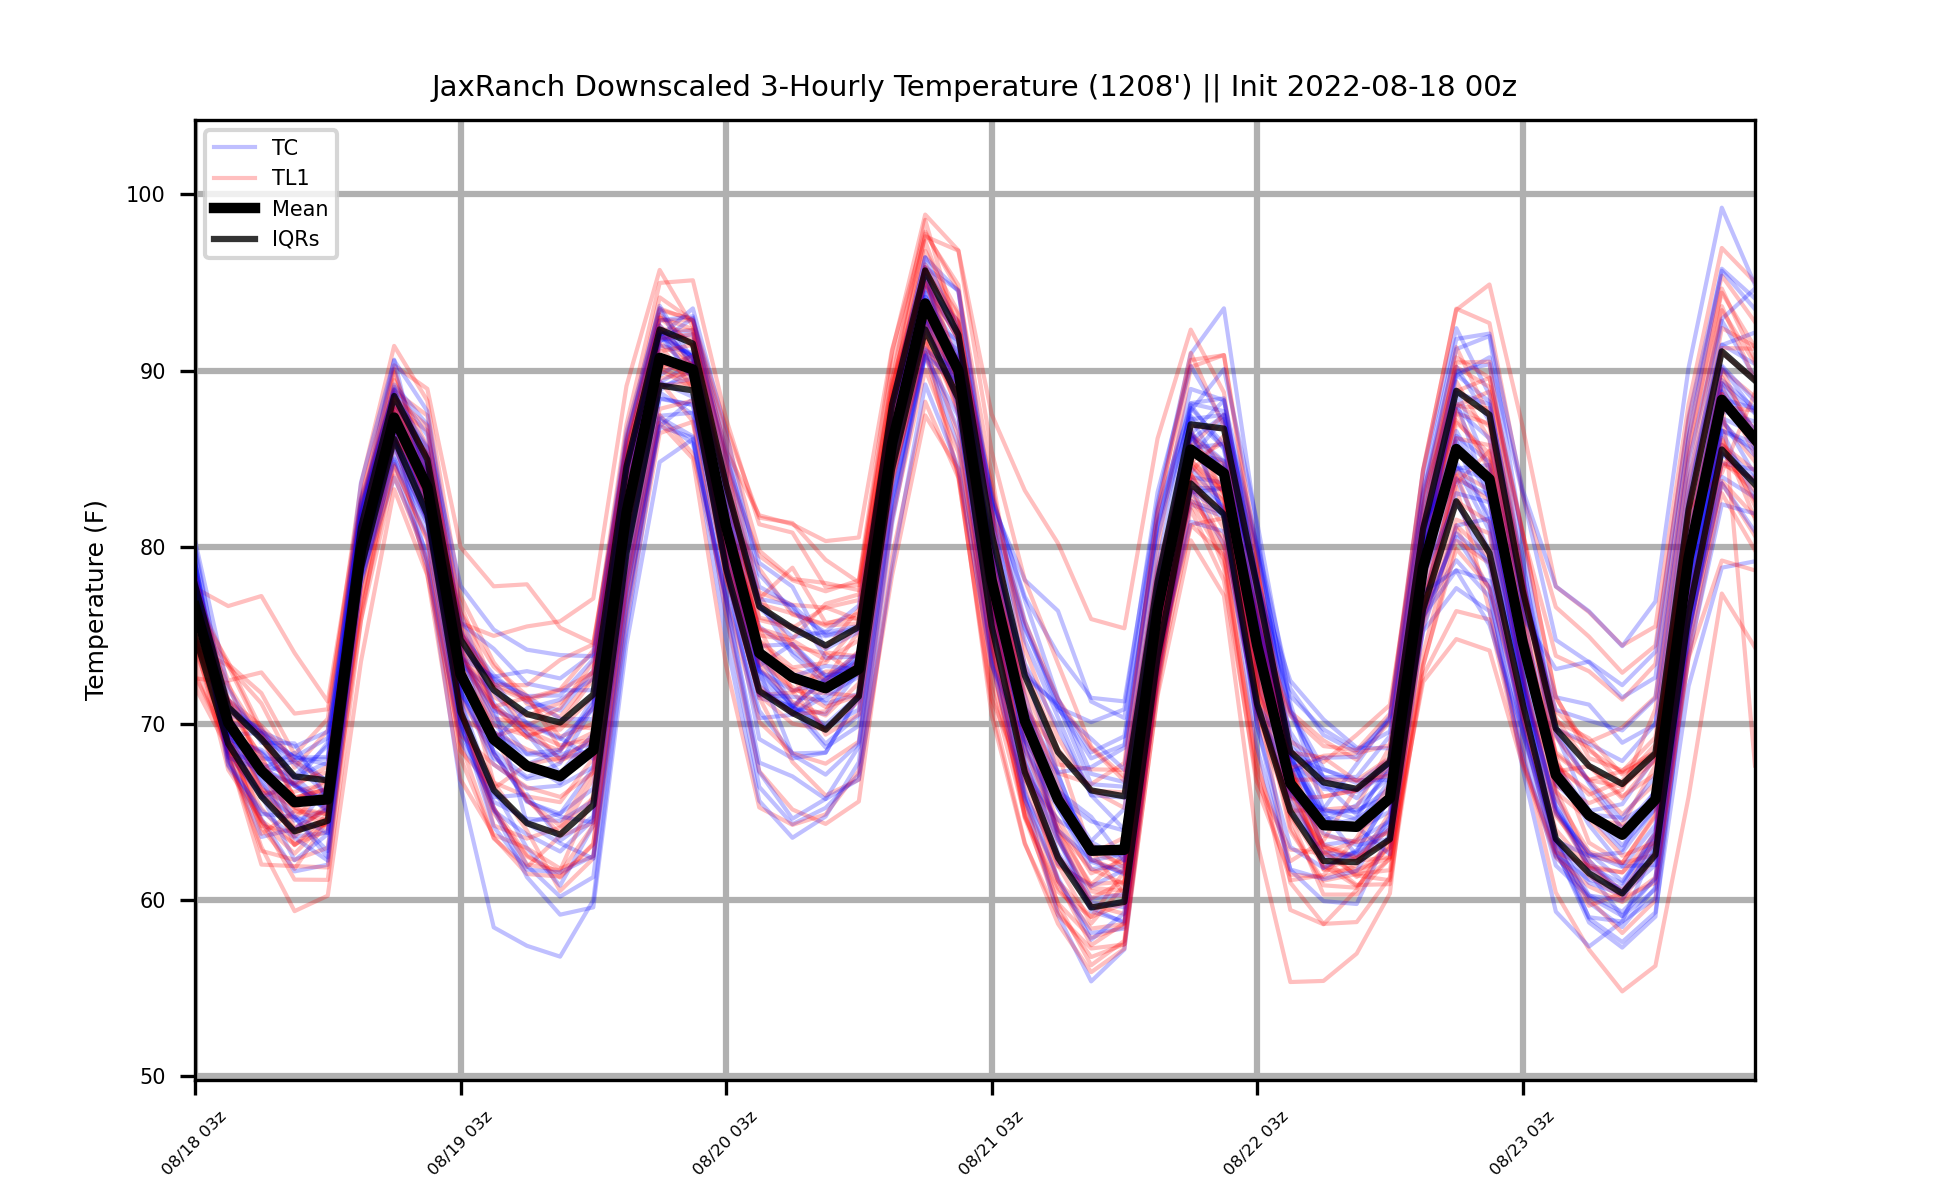 JaxRanch Downscaled 3-Hourly Temperature (1208') || Init 2022-08-18 00z
TC
TL1
Mean
IQRs
Temperature (F)
100
90
80
70
60
50
08/18 03z
08/19 03z
08/20 03z
08/21 03z
08/22 03z
08/23 03z